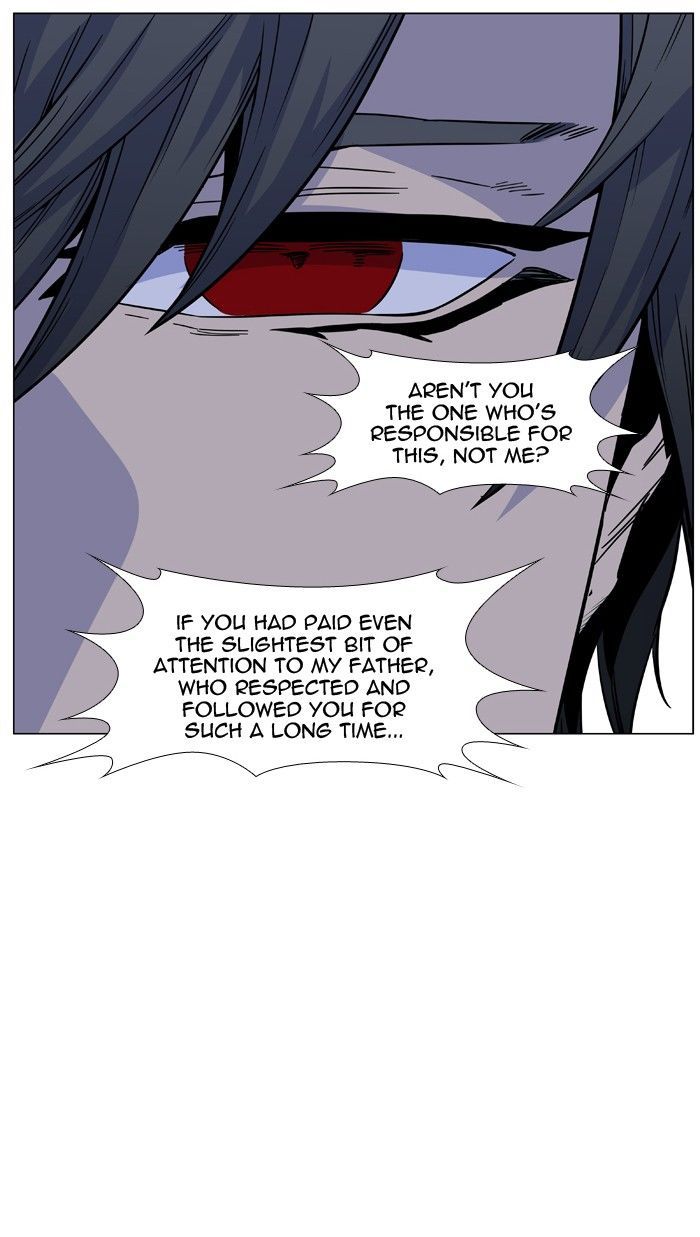 AREN'T YOU
THE ONE WHO'S
RESPONSIBLE FOR
THIS, NOT ME?
IF YOU HAD PAID EVEN
THE SLIGHTEST BIT OF
ATTENTION TO MY FATHER,
WHO RESPECTED AND
FOLLOWED YOU FOR
SUCH A LONG TIME...